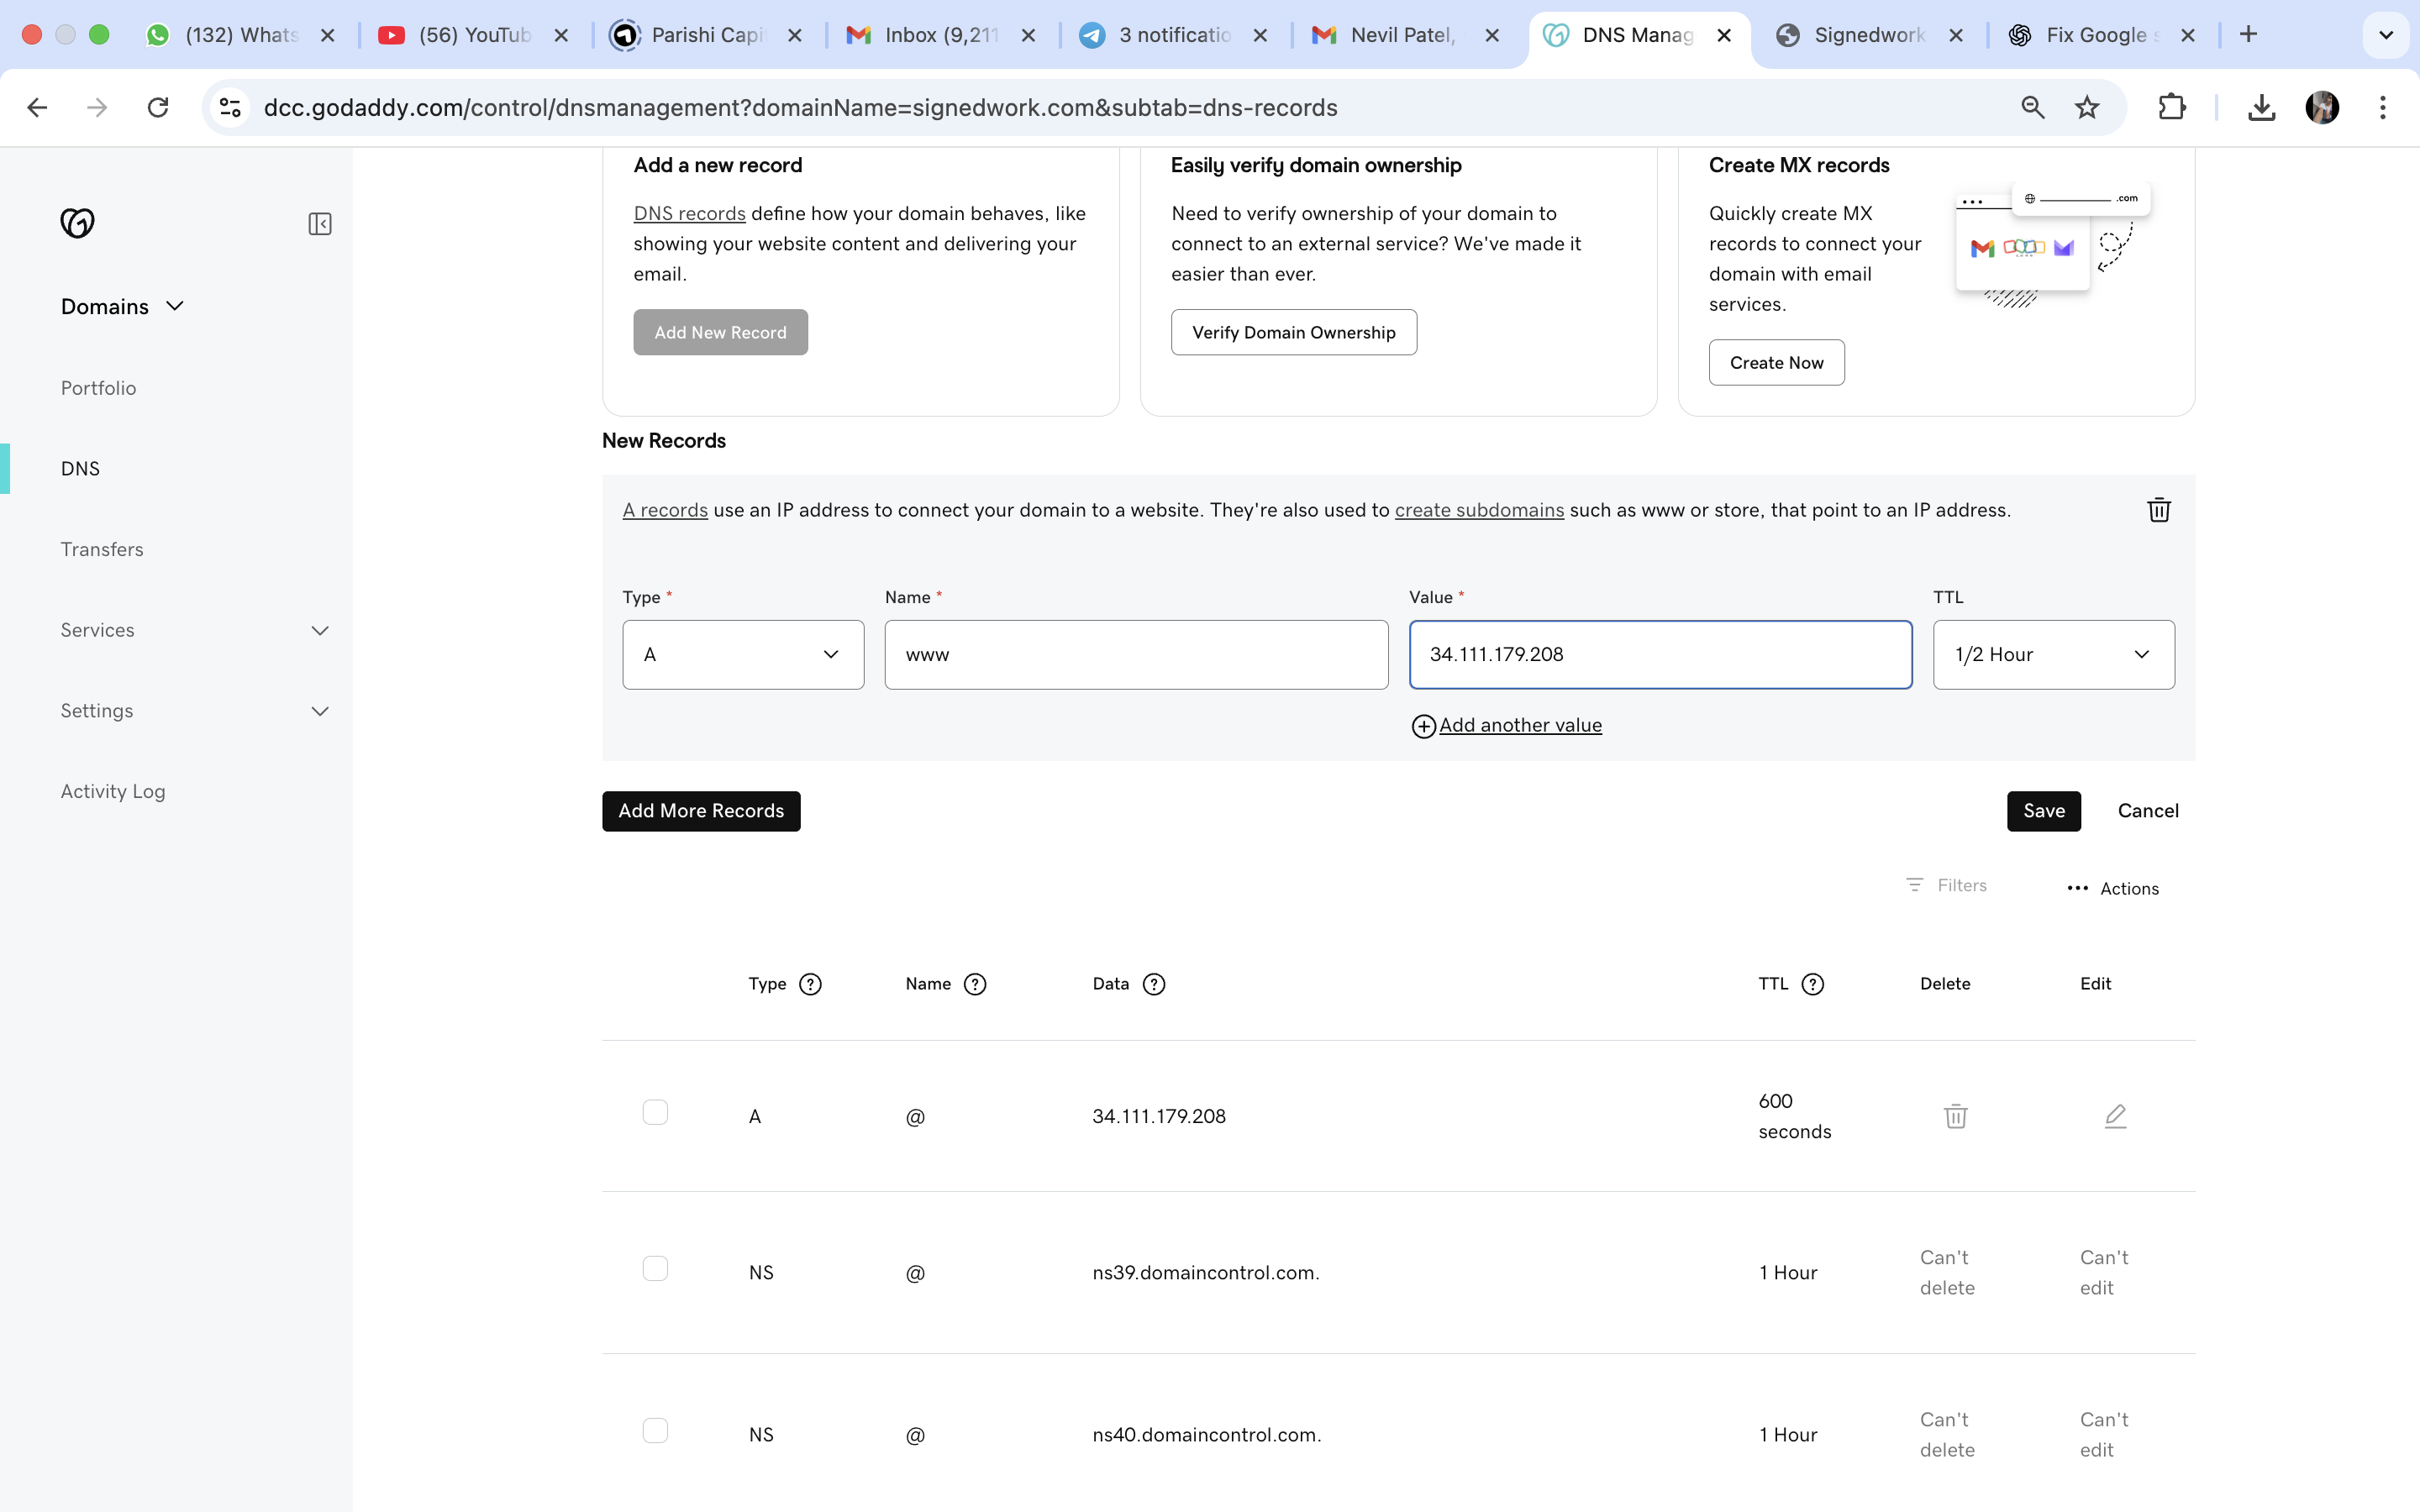 (132) Whats
(56) YouTub
Parishi Capi
Inbox (9,211
3 notificatio
Nevil Patel,
DNS Manag
Signedwork
Fix Google s
dcc.godaddy.com/control/dnsmanagement?domainName=signedwork.com&subtab=dns-records
Domains
Portfolio
DNS
Transfers
Services
Settings
Activity Log
Add a new record
DNS records define how your domain behaves, like
showing your website content and delivering your
email.
Add New Record
Easily verify domain ownership
Need to verify ownership of your domain to
connect to an external service? We've made it
easier than ever.
Verify Domain Ownership
Create MX records
Quickly create MX
records to connect your
domain with email
services.
.com
Create Now
New Records
A records use an IP address to connect your domain to a website. They're also used to create subdomains such as www or store, that point to an IP address.
Type * Name * Value * TTL
A www 34.111.179.208 1/2 Hour
Add another value
Add More Records Save Cancel
Filters Actions
Type Name Data TTL Delete Edit
A @ 34.111.179.208 600
seconds
NS @ ns39.domaincontrol.com. 1 Hour Can't
delete Can't
edit
NS @ ns40.domaincontrol.com. 1 Hour Can't
delete Can't
edit